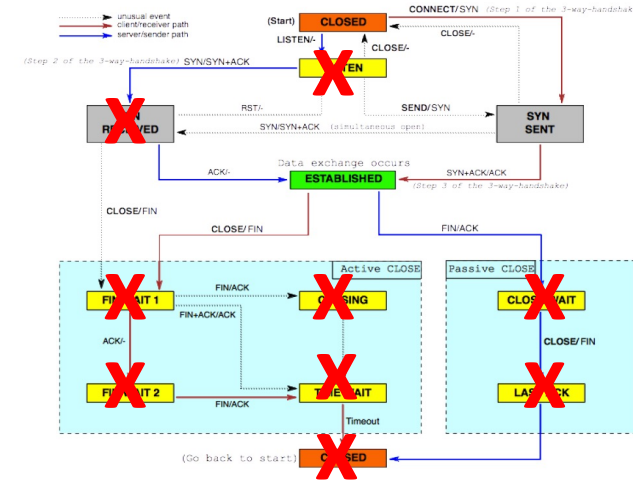 unusual event
client/receiver path
server/sender path
(Start)
CLOSED
CONNECT/SYN (Step 1 of the 3-way-handshake
LISTEN/-
CLOSE/-
CLOSE/-
(Step 2 of the 3-way-handshake) SYN/SYN+ACK
RST/-
SEND/SYN
SYN
SENT
SYN/SYN+ACK (simultaneous open)
Data exchange occurs
ACK/-
ESTABLISHED
SYN+ACK/ACK
(Step 3 of the 3-way-handshake)
CLOSE/FIN
CLOSE/FIN
FIN/ACK
Active CLOSE
Passive CLOSE
FIN/ACK
FIN+ACK/ACK
ACK/-
CLOSE/FIN
FIN/ACK
Timeout
(Go back to start)